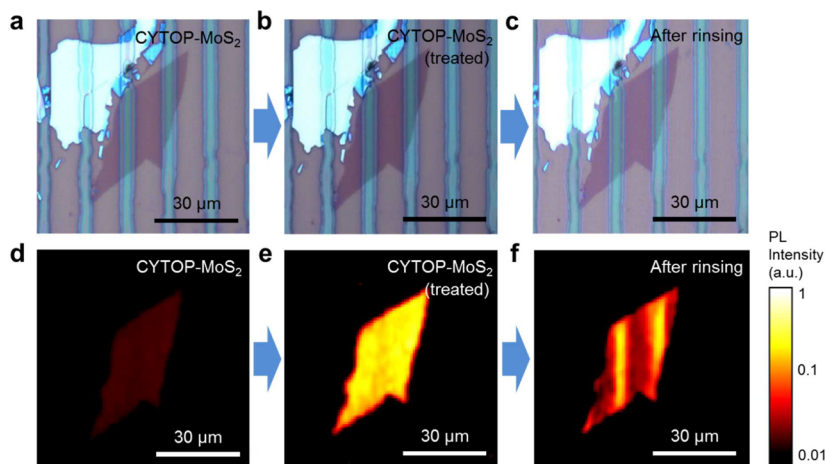 a
CYTOP-MoS₂
b
CYTOP-MoS₂
(treated)
c
After rinsing
30 μm
30 μm
30 μm
d
CYTOP-MoS₂
e
CYTOP-MoS₂
(treated)
f
After rinsing
30 μm
30 μm
30 μm
PL
Intensity
(a.u.)
1
0.1
0.01